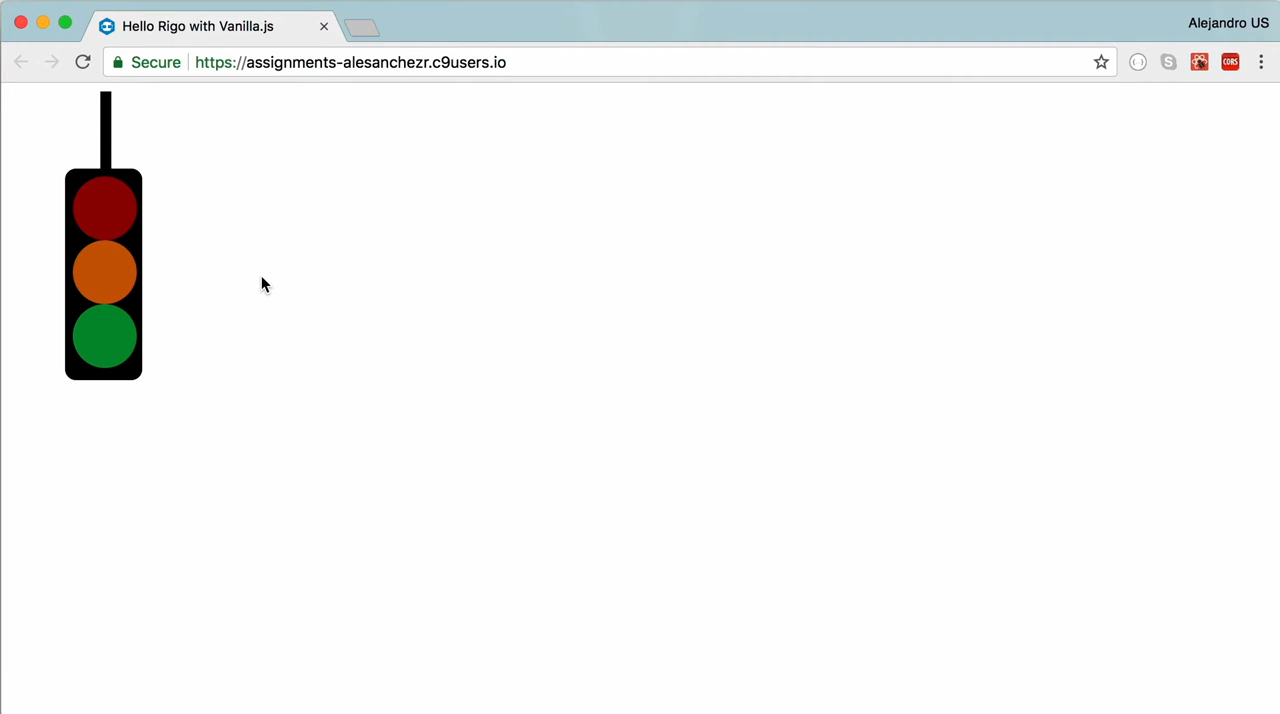 Hello Rigo with Vanilla.js
Alejandro US
Secure https://assignments-alesanchezr.c9users.io
S
CORS